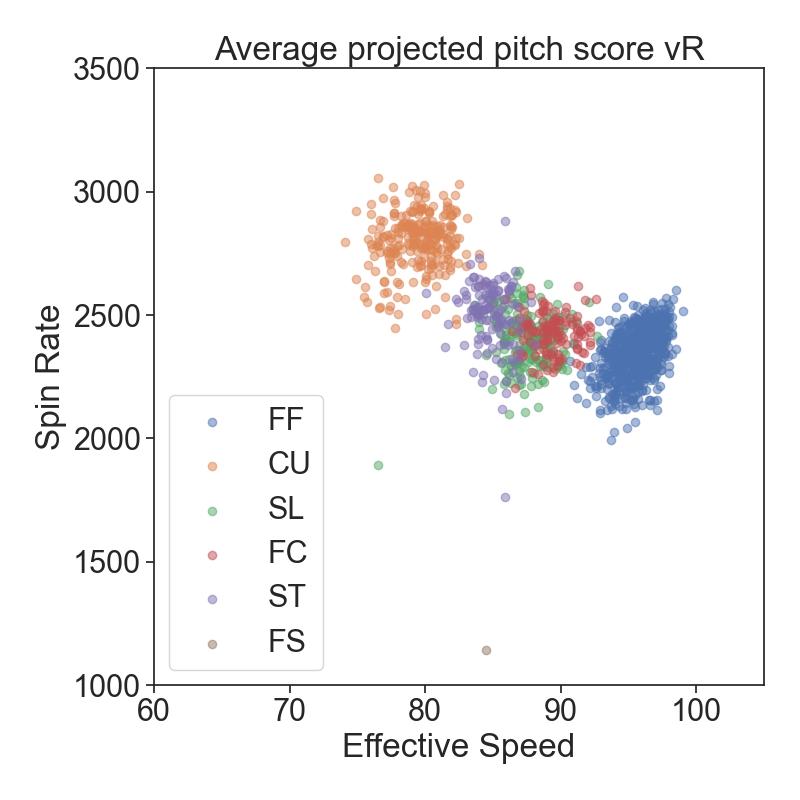 Average projected pitch score vR
3500
3000
2500
2000
1500
1000
Spin Rate
FF
CU
SL
FC
ST
FS
60
70
80
90
100
Effective Speed